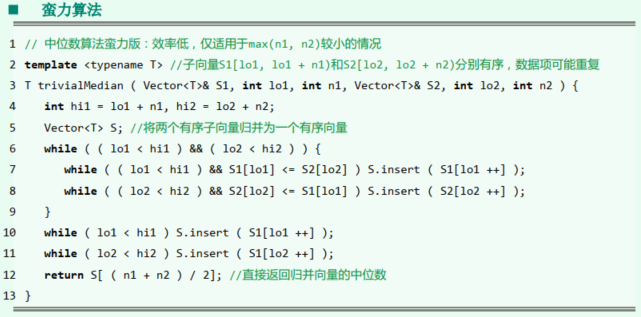 ■ 蛮力算法
1 // 中位数算法蛮力版：效率低，仅适用于max(n1, n2)较小的情况
2 template <typename T> //子向量S1[lo1, lo1 + n1)和S2[lo2, lo2 + n2)分别有序，数据项可能重复
3 T trivialMedian ( Vector<T>& S1, int lo1, int n1, Vector<T>& S2, int lo2, int n2 ) {
4 int hi1 = lo1 + n1, hi2 = lo2 + n2;
5 Vector<T> S; //将两个有序子向量归并为一个有序向量
6 while ( ( lo1 < hi1 ) && ( lo2 < hi2 ) ) {
7 while ( ( lo1 < hi1 ) && S1[lo1] <= S2[lo2] ) S.insert ( S1[lo1 ++] );
8 while ( ( lo2 < hi2 ) && S2[lo2] <= S1[lo1] ) S.insert ( S2[lo2 ++] );
9 }
10 while ( lo1 < hi1 ) S.insert ( S1[lo1 ++] );
11 while ( lo2 < hi2 ) S.insert ( S1[lo2 ++] );
12 return S[ ( n1 + n2 ) / 2]; //直接返回归并向量的中位数
13 }